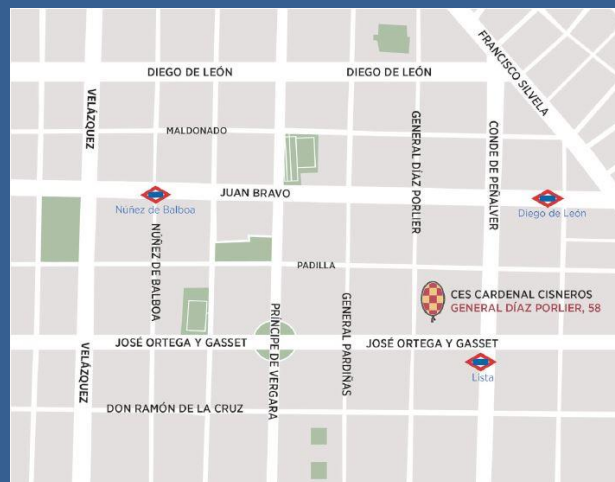 FRANCISCO SILVELA
DIEGO DE LEÓN
DIEGO DE LEÓN
VELÁZQUEZ
MALDONADO
GENERAL DÍAZ PORLIER
CONDE DE PEÑALVER
JUAN BRAVO
Núñez de Balboa
Diego de León
NÚÑEZ DE BALBOA
PADILLA
CES CARDENAL CISNEROS
GENERAL DÍAZ PORLIER, 58
PRÍNCIPE DE VERGARA
GENERAL PARDIÑAS
VELÁZQUEZ
JOSÉ ORTEGA Y GASSET
JOSÉ ORTEGA Y GASSET
Lista
DON RAMÓN DE LA CRUZ